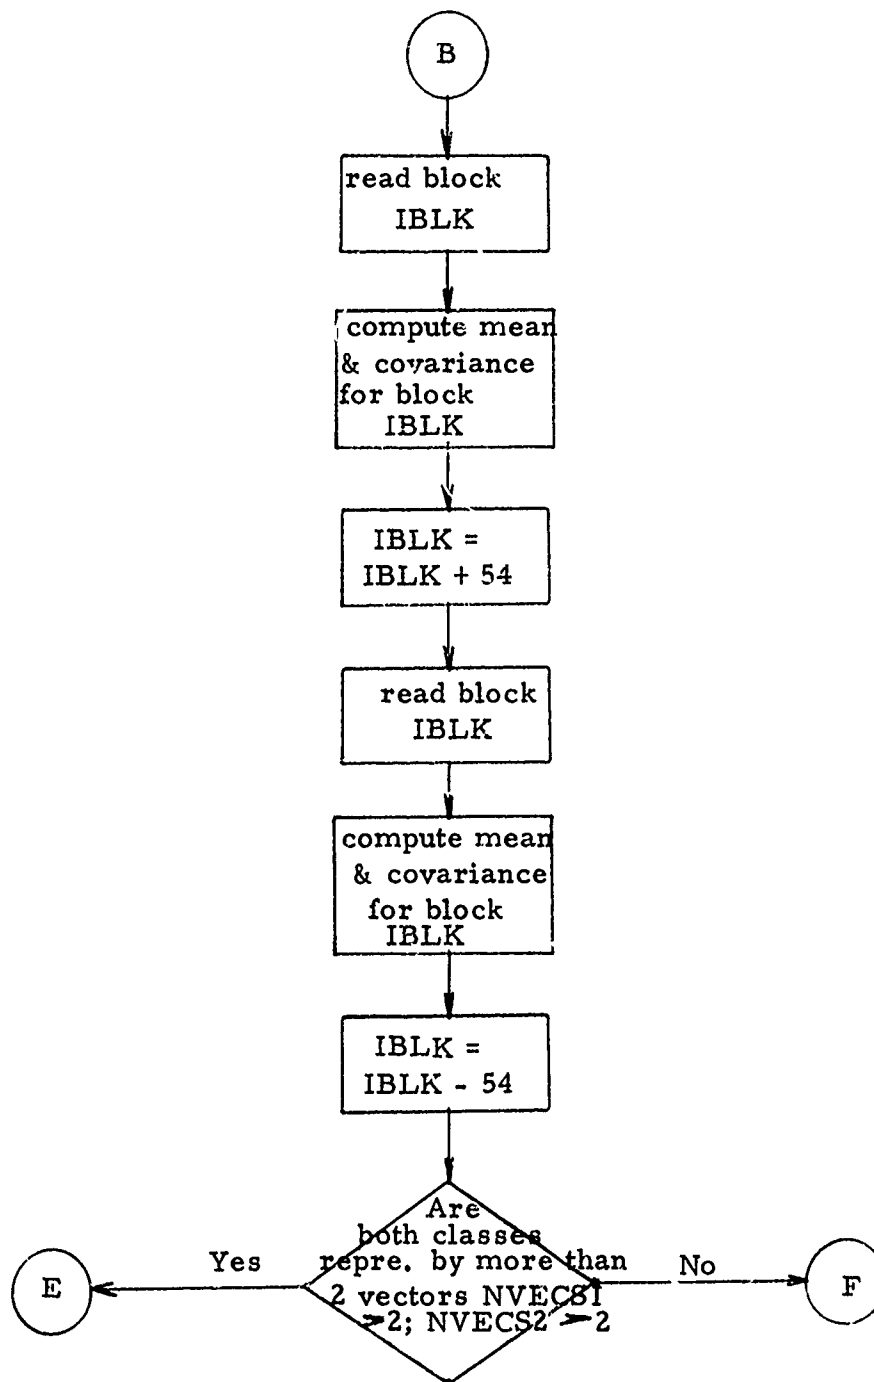 B
read block
IBLK
compute mean
& covariance
for block
IBLK
IBLK =
IBLK + 54
read block
IBLK
compute mean
& covariance
for block
IBLK
IBLK =
IBLK - 54
Are
both classes
repre. by more than
2 vectors NVECS1
>2; NVECS2 > 2
Yes
No
E
F